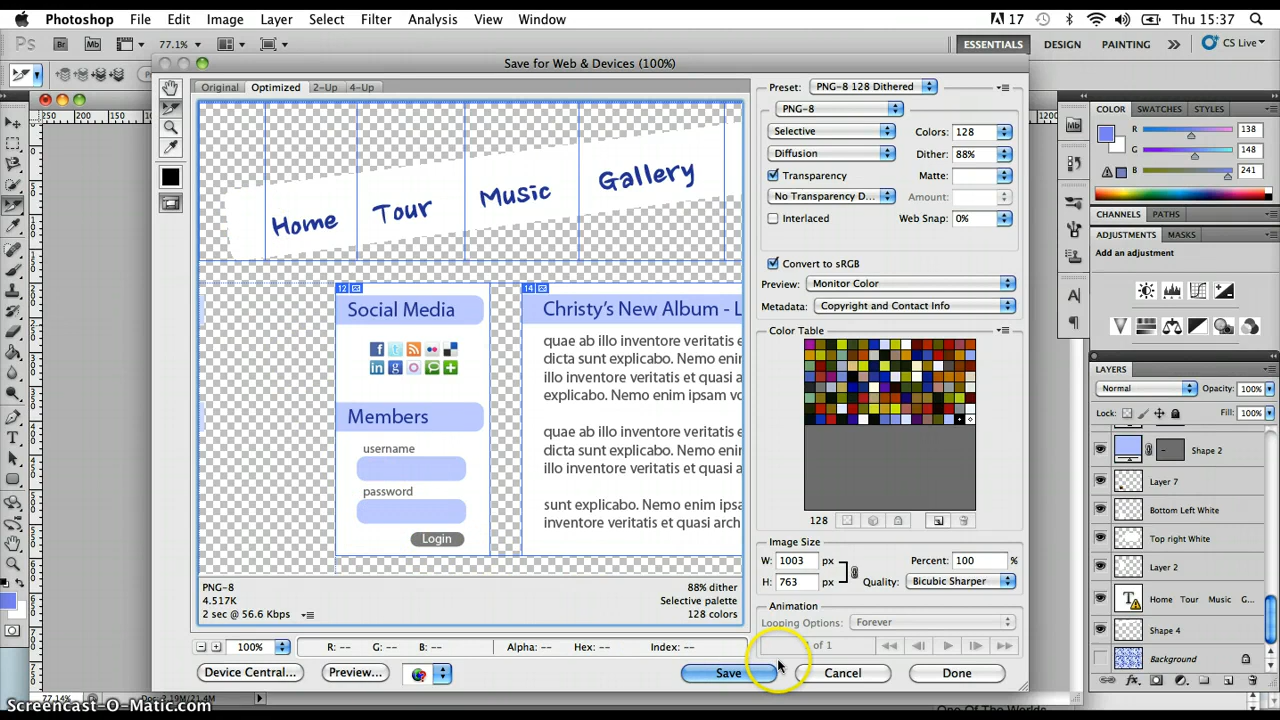 Photoshop File Edit Image Layer Select Filter Analysis View Window 17 Thu 15:37
Ps Br Mb 77.1% ESSENTIALS DESIGN PAINTING CS Live
Save for Web & Devices (100%)
Original Optimized 2-Up 4-Up
Home Tour Music Gallery
12 14
Social Media
Christy's New Album - L
quae ab illo inventore veritatis e
dicta sunt explicabo. Nemo enim
illo inventore veritatis et quasi a
explicabo. Nemo enim ipsam vo
Members
username
password
Login
quae ab illo inventore veritatis e
illo inventore veritatis et quasi a
sunt explicabo. Nemo enim ipsa
inventore veritatis et quasi arch
PNG-8
4.517K
2 sec @ 56.6 Kbps
88% dither
Selective palette
128 colors
100% R: -- G: -- B: -- Alpha: -- Hex: -- Index: --
Device Central... Preview... Save Cancel Done
Preset: PNG-8 128 Dithered
PNG-8
Selective Colors: 128
Diffusion Dither: 88%
Transparency Matte:
No Transparency D... Amount:
Interlaced Web Snap: 0%
Convert to sRGB
Preview: Monitor Color
Metadata: Copyright and Contact Info
Color Table
128
Image Size
W: 1003 px Percent: 100 %
H: 763 px Quality: Bicubic Sharper
Animation
Looping Options: Forever
of 1
COLOR SWATCHES STYLES
R 138
G 148
B 241
CHANNELS PATHS
ADJUSTMENTS MASKS
Add an adjustment
LAYERS
Normal Opacity: 100%
Lock: Fill: 100%
Shape 2
Layer 7
Bottom Left White
Top right White
Layer 2
Home Tour Music G...
Shape 4
Background
Screencast-O-Matic.com